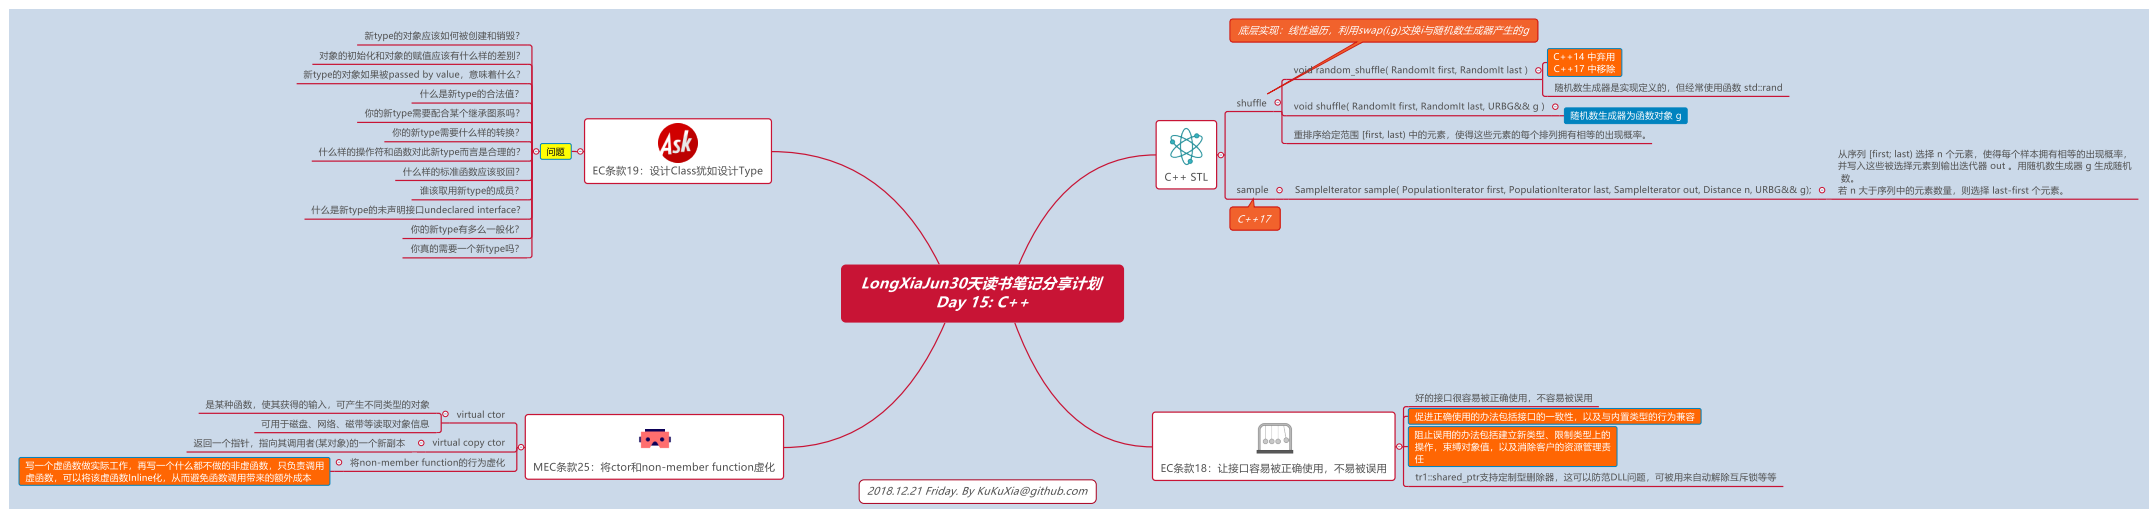 LongXiaJun30天读书笔记分享计划
Day 15: C++
C++ STL
shuffle
底层实现：线性遍历，利用swap(i,g)交换i与随机数生成器产生的g
void random_shuffle( RandomIt first, RandomIt last )
C++14 中弃用
C++17 中移除
随机数生成器是实现定义的，但经常使用函数 std::rand
void shuffle( RandomIt first, RandomIt last, URBG&& g )
随机数生成器为函数对象 g
重排序给定范围 [first, last) 中的元素，使得这些元素的每个排列拥有相等的出现概率。
sample
C++17
SampleIterator sample( PopulationIterator first, PopulationIterator last, SampleIterator out, Distance n, URBG&& g);
从序列 [first; last) 选择 n 个元素，使得每个样本拥有相等的出现概率，
并写入这些被选择元素到输出迭代器 out 。用随机数生成器 g 生成随机
数。
若 n 大于序列中的元素数量，则选择 last-first 个元素。
EC条款18：让接口容易被正确使用，不易被误用
好的接口很容易被正确使用，不容易被误用
促进正确使用的办法包括接口的一致性，以及与内置类型的行为兼容
阻止误用的办法包括建立新类型、限制类型上的
操作，束缚对象值，以及消除客户的资源管理责
任
tr1::shared_ptr支持定制型删除器，这可以防范DLL问题，可被用来自动解除互斥锁等等
Ask
EC条款19：设计Class犹如设计Type
问题
新type的对象应该如何被创建和销毁?
对象的初始化和对象的赋值应该有什么样的差别?
新type的对象如果被passed by value，意味着什么?
什么是新type的合法值?
你的新type需要配合某个继承图系吗?
你的新type需要什么样的转换?
什么样的操作符和函数对此新type而言是合理的?
什么样的标准函数应该驳回?
谁该取用新type的成员?
什么是新type的未声明接口undeclared interface?
你的新type有多么一般化?
你真的需要一个新type吗?
MEC条款25：将ctor和non-member function虚化
virtual ctor
是某种函数，使其获得的输入，可产生不同类型的对象
可用于磁盘、网络、磁带等读取对象信息
virtual copy ctor
返回一个指针，指向其调用者(某对象)的一个新副本
将non-member function的行为虚化
写一个虚函数做实际工作，再写一个什么都不做的非虚函数，只负责调用
虚函数，可以将该虚函数Inline化，从而避免函数调用带来的额外成本
2018.12.21 Friday. By KuKuXia@github.com